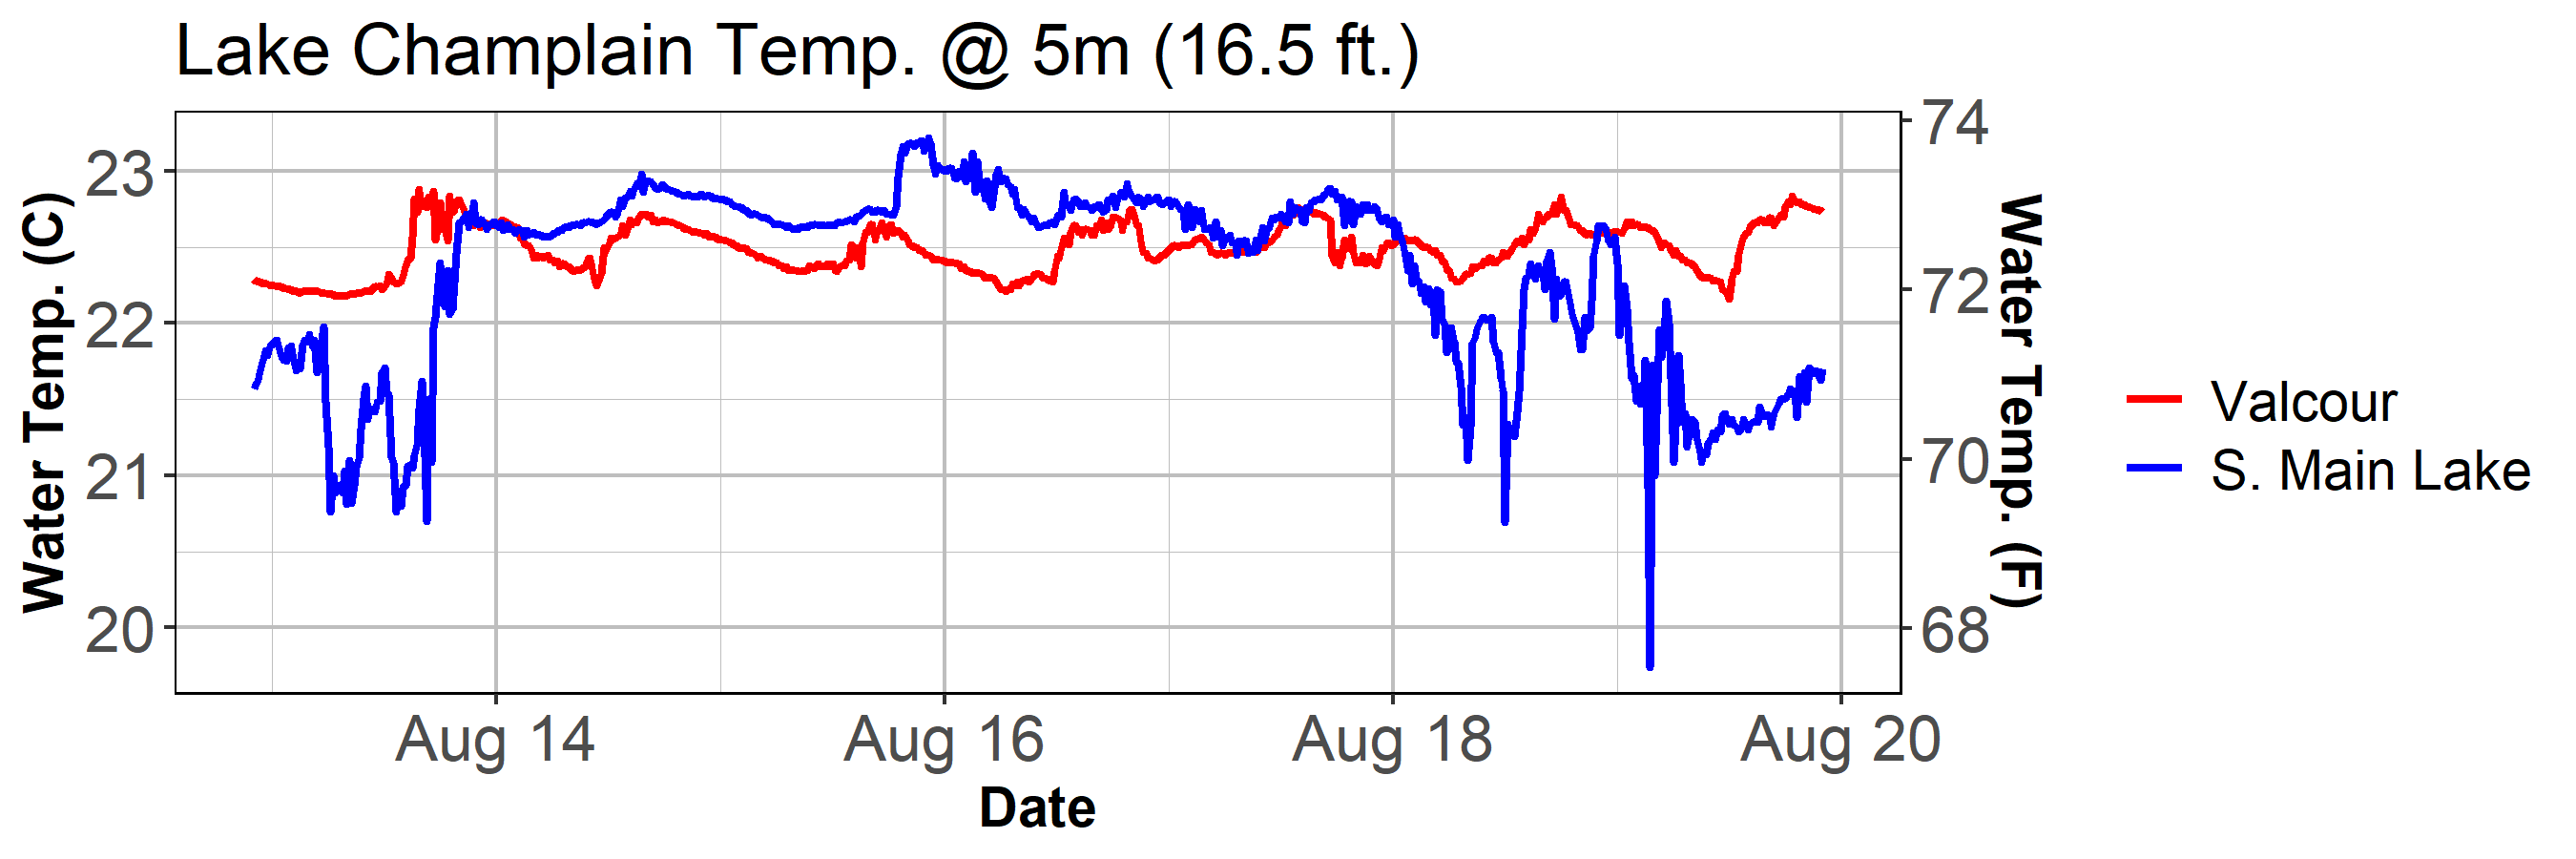 Lake Champlain Temp. @ 5m (16.5 ft.)
Water Temp. (C)
23
22
21
20
74
72
70
68
Water Temp. (F)
Aug 14
Aug 16
Aug 18
Aug 20
Date
Valcour
S. Main Lake